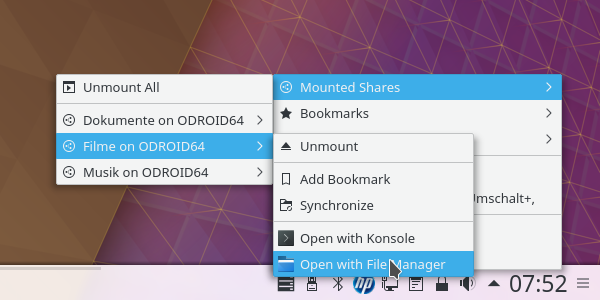 Unmount All
Dokumente on ODROID64
Filme on ODROID64
Musik on ODROID64
Mounted Shares
Bookmarks
Unmount
Add Bookmark
Synchronize
Open with Konsole
Open with File Manager
hp
07:52